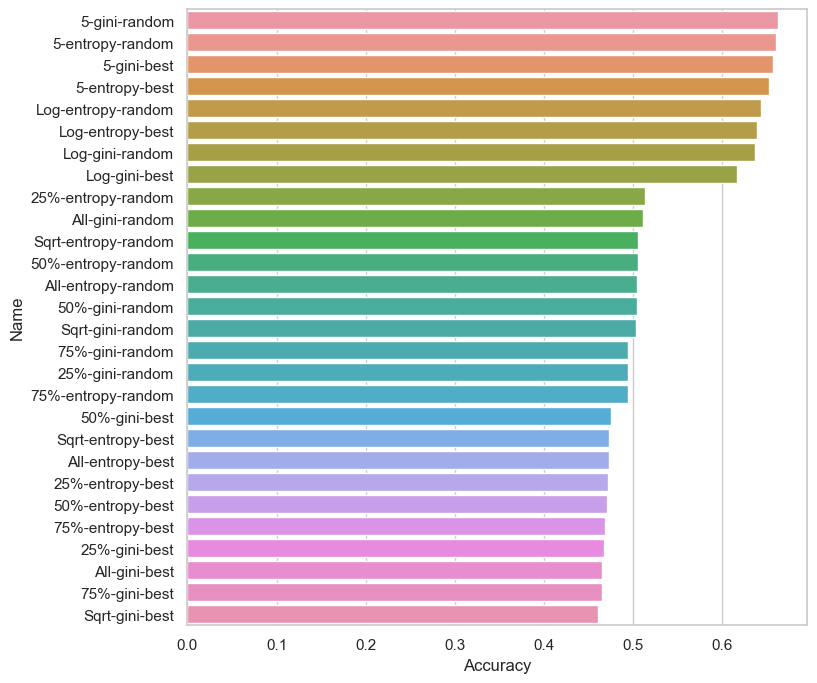 5-gini-random
5-entropy-random
5-gini-best
5-entropy-best
Log-entropy-random
Log-entropy-best
Log-gini-random
Log-gini-best
25%-entropy-random
All-gini-random
Sqrt-entropy-random
50%-entropy-random
All-entropy-random
50%-gini-random
Sqrt-gini-random
75%-gini-random
25%-gini-random
75%-entropy-random
50%-gini-best
Sqrt-entropy-best
All-entropy-best
25%-entropy-best
50%-entropy-best
75%-entropy-best
25%-gini-best
All-gini-best
75%-gini-best
Sqrt-gini-best
Name
0.0 0.1 0.2 0.3 0.4 0.5 0.6
Accuracy